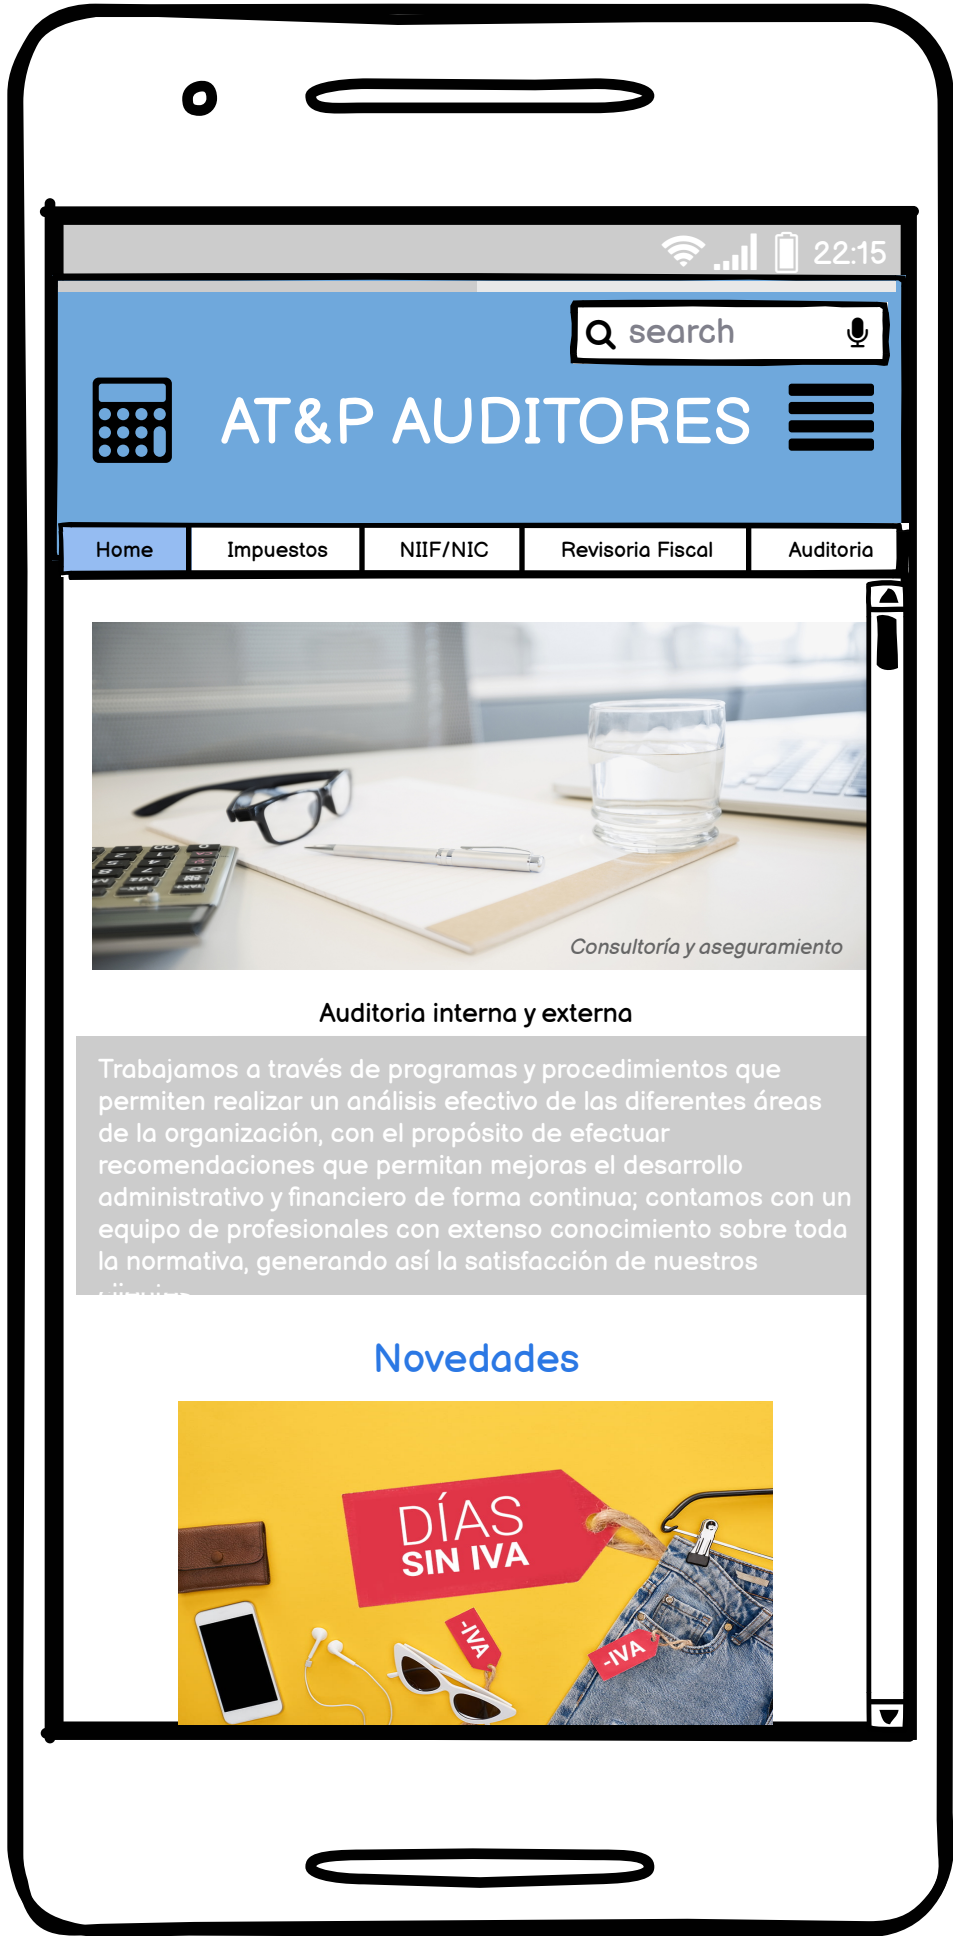 22:15
search
AT&P AUDITORES
Home Impuestos NIIF/NIC Revisoria Fiscal Auditoria
Consultoría y aseguramiento
Auditoria interna y externa
Trabajamos a través de programas y procedimientos que
permiten realizar un análisis efectivo de las diferentes áreas
de la organización, con el propósito de efectuar
recomendaciones que permitan mejoras el desarrollo
administrativo y financiero de forma continua; contamos con un
equipo de profesionales con extenso conocimiento sobre toda
la normativa, generando así la satisfacción de nuestros
Novedades
DÍAS
SIN IVA
-IVA
-IVA